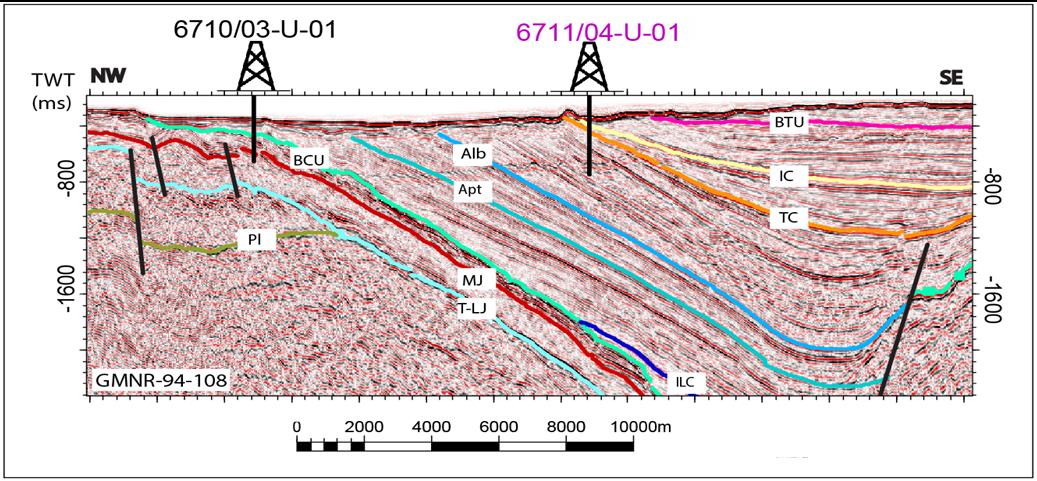 6710/03-U-01
6711/04-U-01
TWT
(ms)
NW
SE
BTU
BCU
Alb
IC
Apt
-800
-800
TC
Pl
MJ
-1600
-1600
T-LJ
GMNR-94-108
ILC
0 2000 4000 6000 8000 10000m